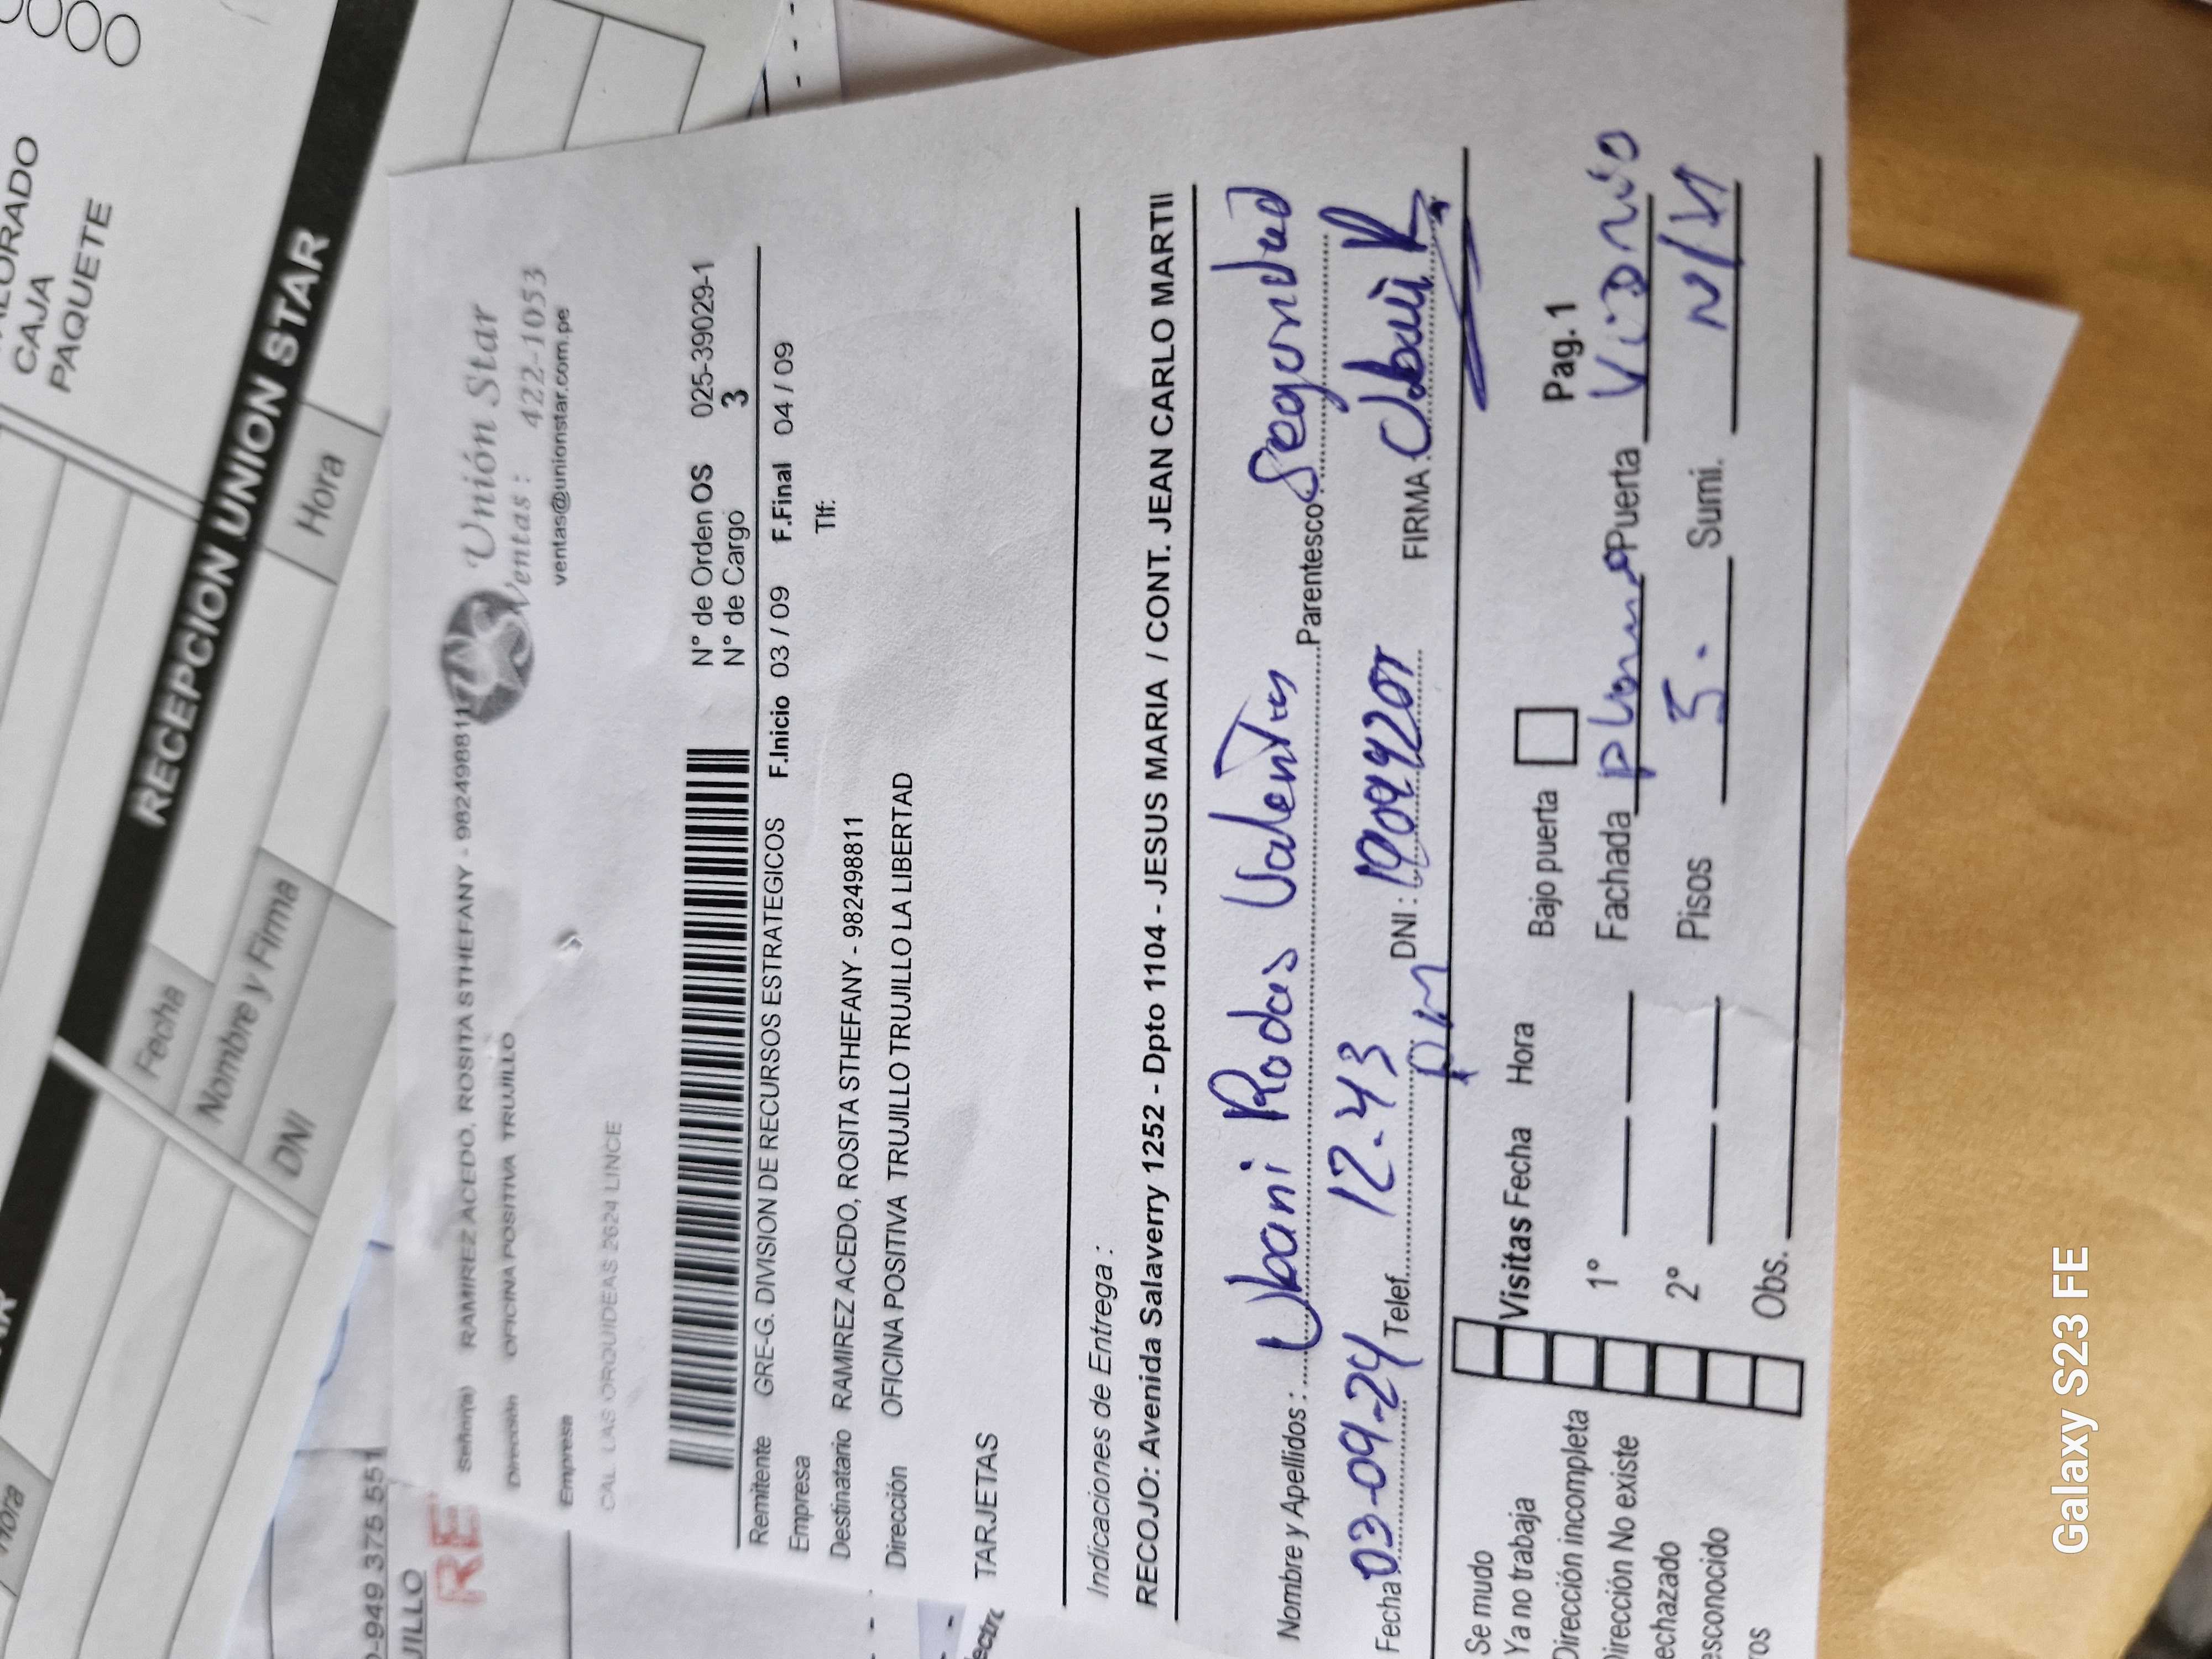 CAJA
PAQUETE
RECEPCION UNION STAR
Fecha
Hora
Nombre y Firma
DNI
Hora
949 375 551
Unión Star
Ventas : 422-1053
ventas@unionstar.com.pe
Señor(a) RAMIREZ ACEDO, ROSITA STHEFANY - 982498811
Dirección OFICINA POSITIVA TRUJILLO
Empresa
CAL LAS ORQUIDEAS 2624 LINCE
N° de Orden OS 025-39029-1
N° de Cargo 3
Remitente GRE-G. DIVISION DE RECURSOS ESTRATEGICOS F.Inicio 03 / 09 F.Final 04 / 09
Empresa Tlf:
Destinatario RAMIREZ ACEDO, ROSITA STHEFANY - 982498811
Dirección OFICINA POSITIVA TRUJILLO TRUJILLO TRUJILLO LA LIBERTAD
TARJETAS
Indicaciones de Entrega :
RECOJO: Avenida Salaverry 1252 - Dpto 1104 - JESUS MARIA / CONT. JEAN CARLO MARTII
Nombre y Apellidos : Ubani Rodas Parentesco
Fecha 03-09-24 Telef. 12.43 pm DNI : FIRMA
Se mudo
Ya no trabaja
Dirección incompleta
Dirección No existe
Visitas Fecha Hora
1°
2°
Obs.
Bajo puerta
Pag. 1
Fachada plomo Puerta Vidrio
Pisos 5. Sumi. N/V
Galaxy S23 FE